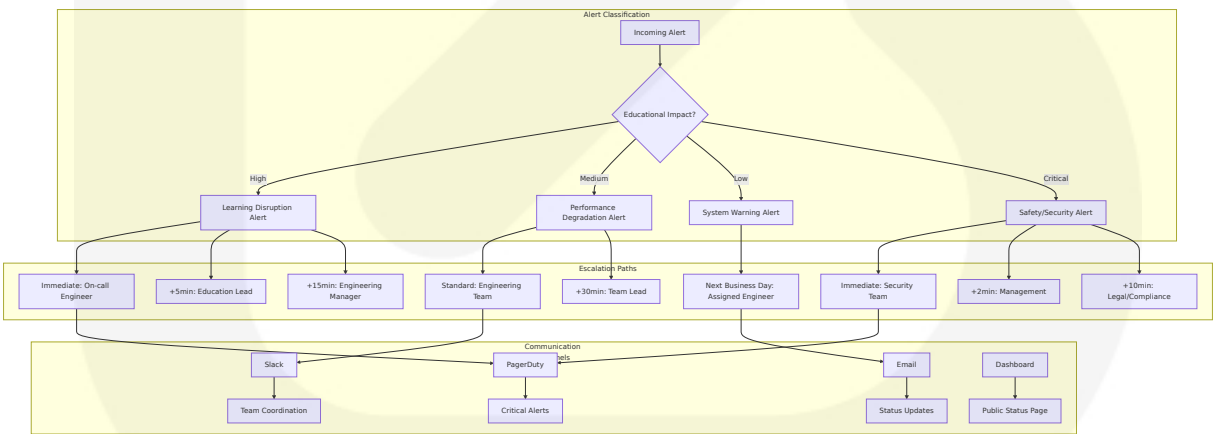 Alert Classification
Incoming Alert
Educational Impact?
High
Medium
Low
Critical
Learning Disruption
Alert
Performance
Degradation Alert
System Warning Alert
Safety/Security Alert
Escalation Paths
Immediate: On-call
Engineer
+5min: Education Lead
+15min: Engineering
Manager
Standard: Engineering
Team
+30min: Team Lead
Next Business Day:
Assigned Engineer
Immediate: Security
Team
+2min: Management
+10min:
Legal/Compliance
Communication
Slack
PagerDuty
Email
Dashboard
Team Coordination
Critical Alerts
Status Updates
Public Status Page